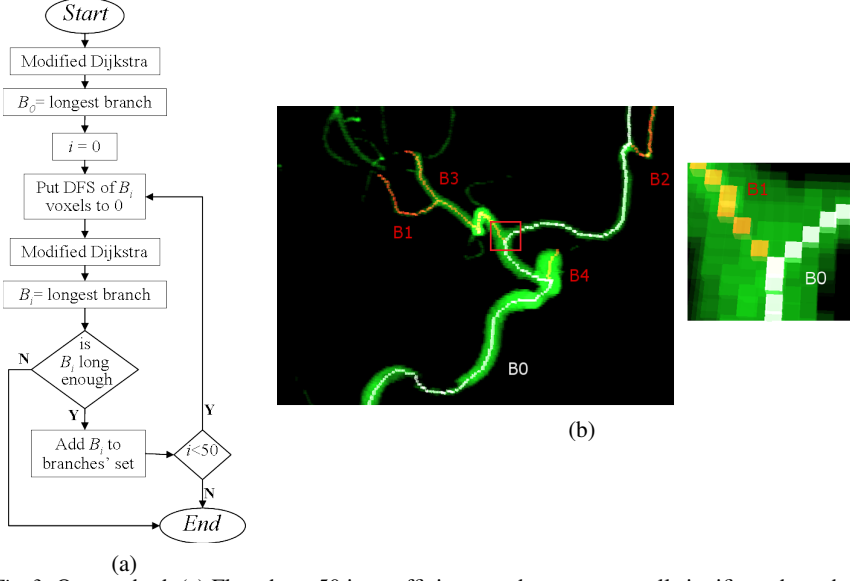 Start
Modified Dijkstra
B0= longest branch
i = 0
Put DFS of Bi
voxels to 0
Modified Dijkstra
Bi= longest branch
is
Bi long
enough
N
Y
Add Bi to
branches' set
Y
i<50
N
End
(a)
B3
B2
B1
B4
B0
(b)
B1
B0